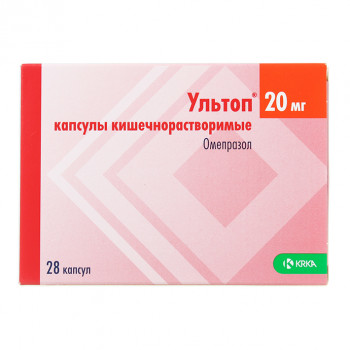 Ультоп® 20 мг
капсулы кишечнорастворимые
Омепразол
28 капсул
KRKA